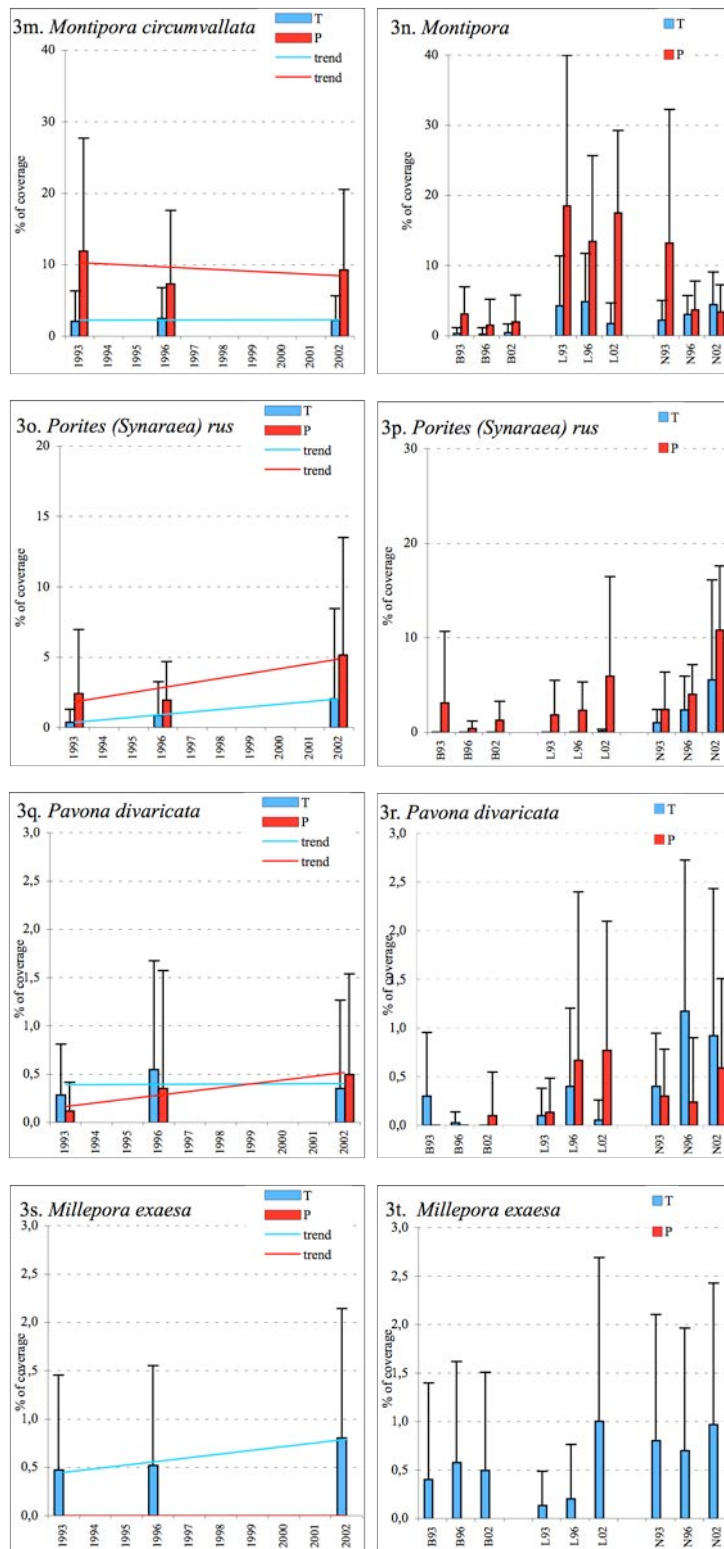 3m. Montipora circumvallata
T
P
trend
trend
% of coverage
40
30
20
10
0
1993
1994
1995
1996
1997
1998
1999
2000
2001
2002
3n. Montipora
T
P
% of coverage
40
30
20
10
0
B93
B96
B02
L93
L96
L02
N93
N96
N02
3o. Porites (Synaraea) rus
T
P
trend
trend
% of coverage
20
15
10
5
0
1993
1994
1995
1996
1997
1998
1999
2000
2001
2002
3p. Porites (Synaraea) rus
T
P
% of coverage
30
20
10
0
B93
B96
B02
L93
L96
L02
N93
N96
N02
3q. Pavona divaricata
T
P
trend
trend
% of coverage
3,0
2,5
2,0
1,5
1,0
0,5
0,0
1993
1994
1995
1996
1997
1998
1999
2000
2001
2002
3r. Pavona divaricata
T
P
% of coverage
3,0
2,5
2,0
1,5
1,0
0,5
0,0
B93
B96
B02
L93
L96
L02
N93
N96
N02
3s. Millepora exaesa
T
P
trend
trend
% of coverage
3,0
2,5
2,0
1,5
1,0
0,5
0,0
1993
1994
1995
1996
1997
1998
1999
2000
2001
2002
3t. Millepora exaesa
T
P
% of coverage
3,0
2,5
2,0
1,5
1,0
0,5
0,0
B93
B96
B02
L93
L96
L02
N93
N96
N02